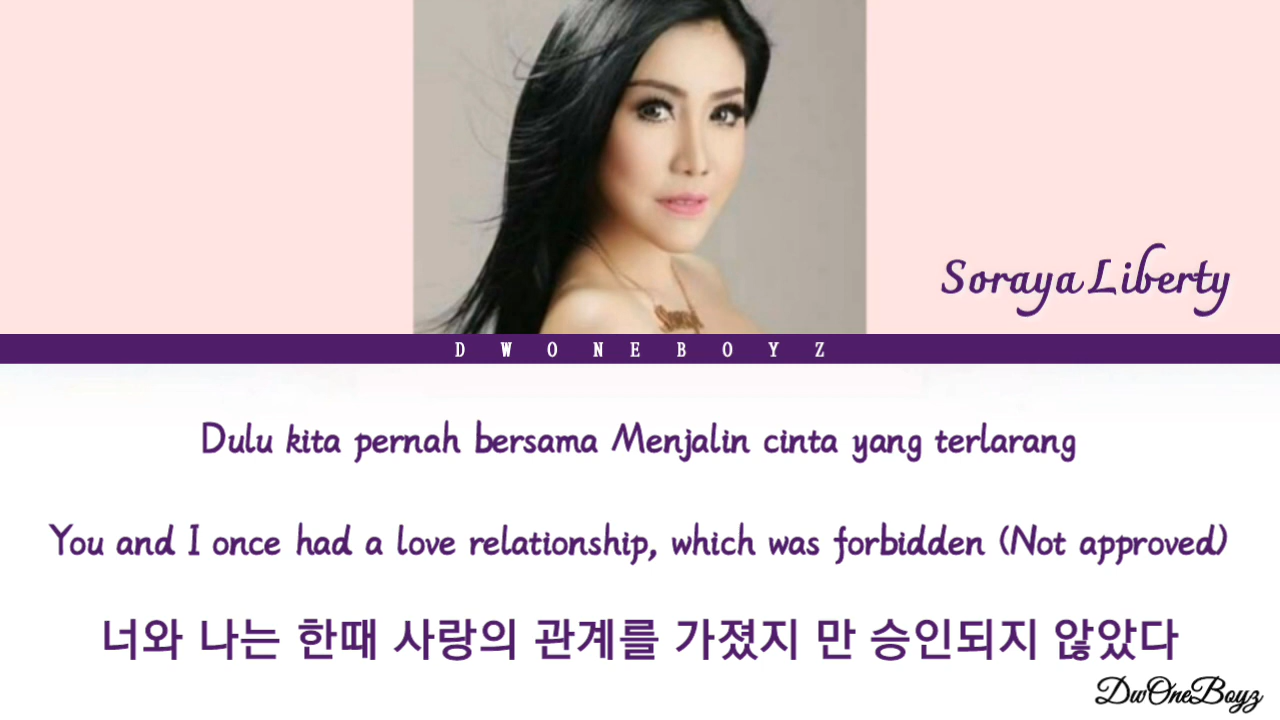 Soraya Liberty
DWONEBOYZ
Dulu kita pernah bersama Menjalin cinta yang terlarang
You and I once had a love relationship, which was forbidden (Not approved)
너와 나는 한때 사랑의 관계를 가졌지 만 승인되지 않았다
DwOneBoyz